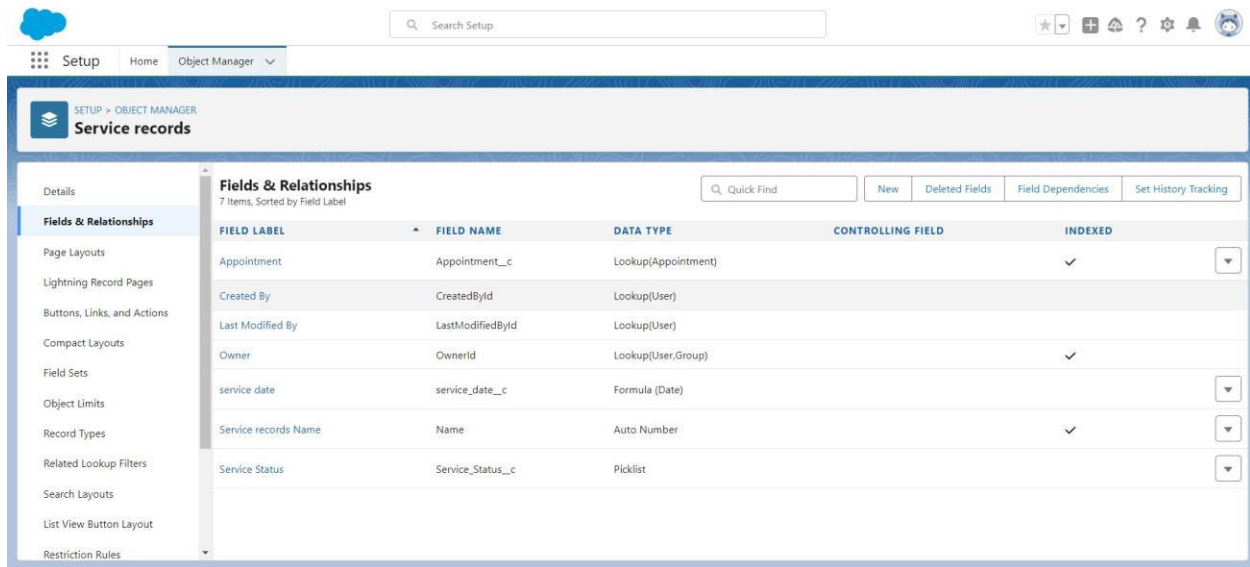 Search Setup
Setup Home Object Manager
SETUP > OBJECT MANAGER
Service records
Details
Fields & Relationships
Page Layouts
Lightning Record Pages
Buttons, Links, and Actions
Compact Layouts
Field Sets
Object Limits
Record Types
Related Lookup Filters
Search Layouts
List View Button Layout
Restriction Rules
Fields & Relationships
7 Items, Sorted by Field Label
Quick Find New Deleted Fields Field Dependencies Set History Tracking
FIELD LABEL FIELD NAME DATA TYPE CONTROLLING FIELD INDEXED
Appointment Appointment__c Lookup(Appointment)
Created By CreatedById Lookup(User)
Last Modified By LastModifiedById Lookup(User)
Owner OwnerId Lookup(User,Group)
service date service_date__c Formula (Date)
Service records Name Name Auto Number
Service Status Service_Status__c Picklist